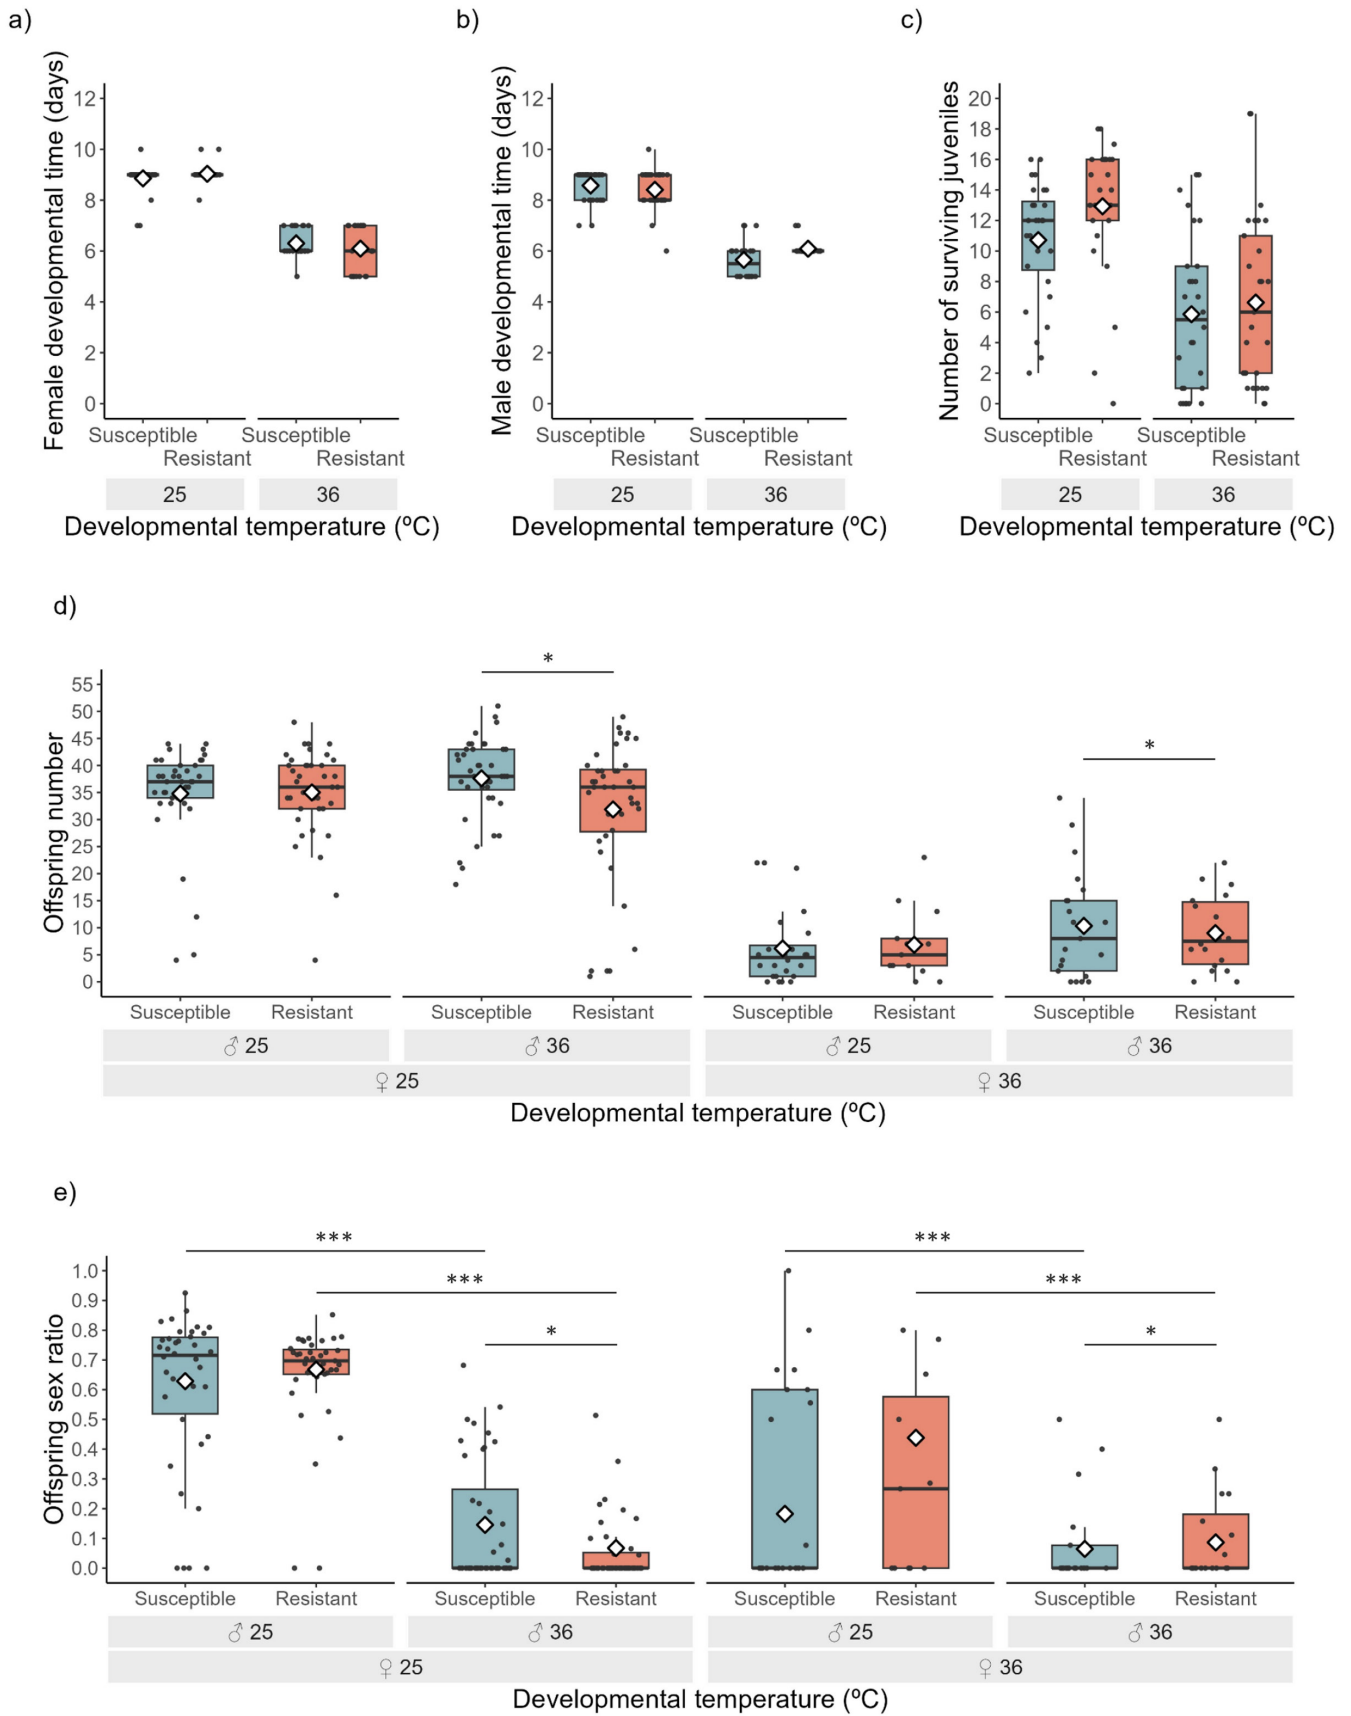 a)
Female developmental time (days)
12
10
8
6
4
2
0
Susceptible
Resistant
Susceptible
Resistant
25
36
Developmental temperature (ºC)
b)
Male developmental time (days)
12
10
8
6
4
2
0
Susceptible
Resistant
Susceptible
Resistant
25
36
Developmental temperature (ºC)
c)
Number of surviving juveniles
20
18
16
14
12
10
8
6
4
2
0
Susceptible
Resistant
Susceptible
Resistant
25
36
Developmental temperature (ºC)
d)
Offspring number
55
50
45
40
35
30
25
20
15
10
5
0
*
*
Susceptible Resistant Susceptible Resistant Susceptible Resistant Susceptible Resistant
♂ 25 ♂ 36 ♂ 25 ♂ 36
♀ 25 ♀ 36
Developmental temperature (ºC)
e)
Offspring sex ratio
1.0
0.9
0.8
0.7
0.6
0.5
0.4
0.3
0.2
0.1
0.0
*** ***
*** ***
* *
Susceptible Resistant Susceptible Resistant Susceptible Resistant Susceptible Resistant
♂ 25 ♂ 36 ♂ 25 ♂ 36
♀ 25 ♀ 36
Developmental temperature (ºC)